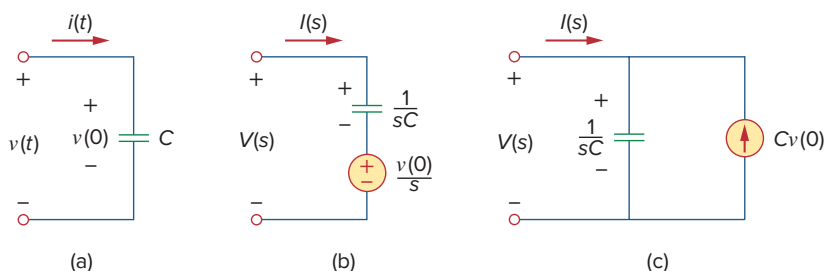 i(t)
+
v(t)
−
+
v(0)
−
C
(a)
I(s)
+
V(s)
−
+
−
1/sC
+
−
v(0)/s
(b)
I(s)
+
V(s)
−
+
1/sC
−
Cv(0)
(c)